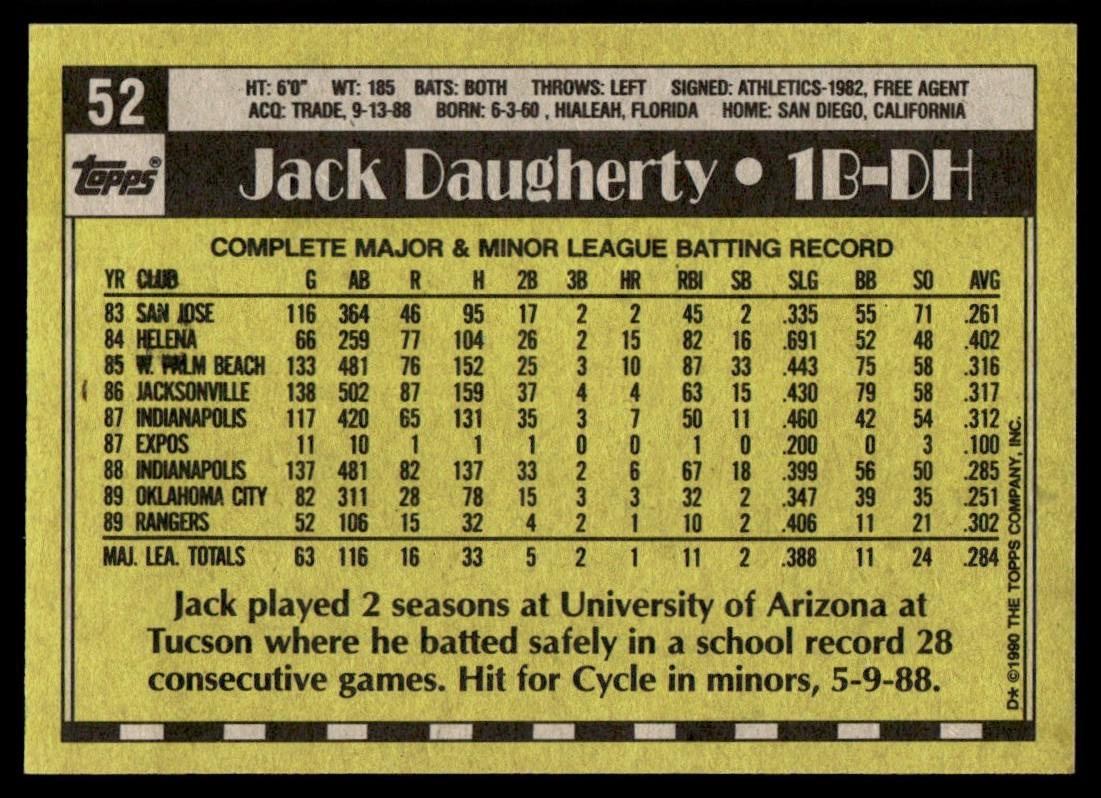 52
HT: 6'0" WT: 185 BATS: BOTH THROWS: LEFT SIGNED: ATHLETICS-1982, FREE AGENT
ACQ: TRADE, 9-13-88 BORN: 6-3-60 , HIALEAH, FLORIDA HOME: SAN DIEGO, CALIFORNIA
Topps®
Jack Daugherty • 1B-DH
COMPLETE MAJOR & MINOR LEAGUE BATTING RECORD
YR CLUB G AB R H 2B 3B HR RBI SB SLG BB SO AVG
83 SAN JOSE 116 364 46 95 17 2 2 45 2 .335 55 71 .261
84 HELENA 66 259 77 104 26 2 15 82 16 .691 52 48 .402
85 W. PALM BEACH 133 481 76 152 25 3 10 87 33 .443 75 58 .316
86 JACKSONVILLE 138 502 87 159 37 4 4 63 15 .430 79 58 .317
87 INDIANAPOLIS 117 420 65 131 35 3 7 50 11 .460 42 54 .312
87 EXPOS 11 10 1 1 1 0 0 1 0 .200 0 3 .100
88 INDIANAPOLIS 137 481 82 137 33 2 6 67 18 .399 56 50 .285
89 OKLAHOMA CITY 82 311 28 78 15 3 3 32 2 .347 39 35 .251
89 RANGERS 52 106 15 32 4 2 1 10 2 .406 11 21 .302
MAJ. LEA. TOTALS 63 116 16 33 5 2 1 11 2 .388 11 24 .284
Jack played 2 seasons at University of Arizona at
Tucson where he batted safely in a school record 28
consecutive games. Hit for Cycle in minors, 5-9-88.
D* ©1990 THE TOPPS COMPANY, INC.